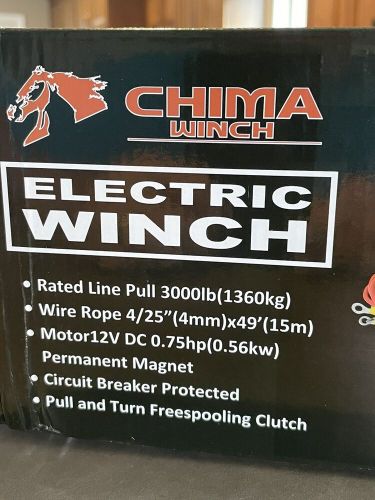 CHIMA
WINCH
ELECTRIC
WINCH
• Rated Line Pull 3000lb(1360kg)
• Wire Rope 4/25”(4mm)x49’(15m)
• Motor12V DC 0.75hp(0.56kw)
Permanent Magnet
• Circuit Breaker Protected
• Pull and Turn Freespooling Clutch